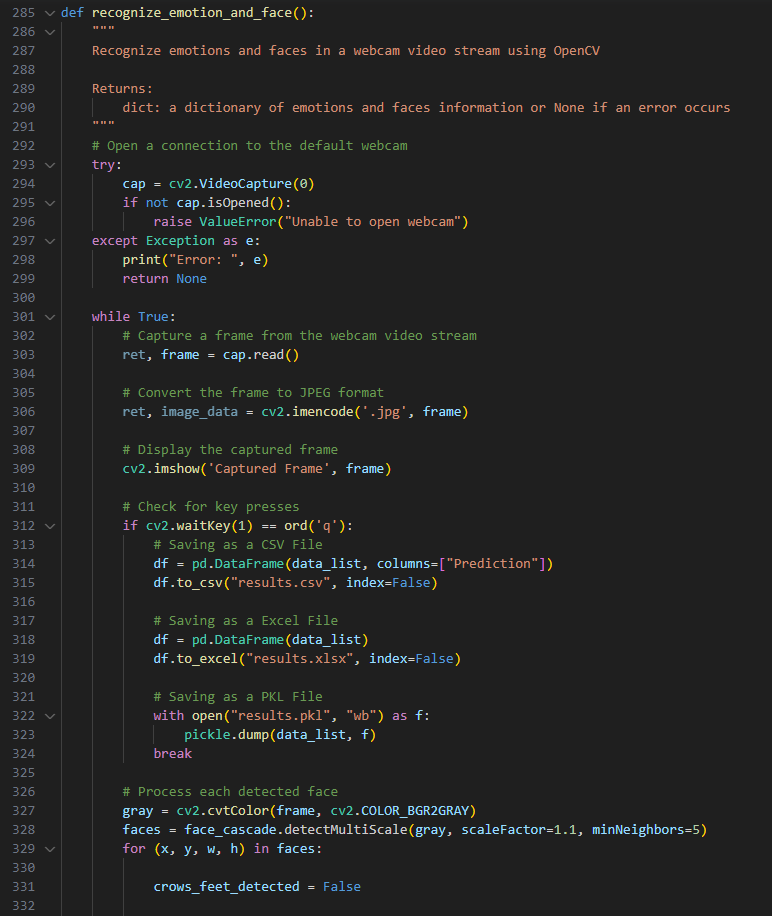 285 def recognize_emotion_and_face():
286     """
287     Recognize emotions and faces in a webcam video stream using OpenCV
288
289     Returns:
290         dict: a dictionary of emotions and faces information or None if an error occurs
291     """
292     # Open a connection to the default webcam
293     try:
294         cap = cv2.VideoCapture(0)
295         if not cap.isOpened():
296             raise ValueError("Unable to open webcam")
297     except Exception as e:
298         print("Error: ", e)
299         return None
300
301     while True:
302         # Capture a frame from the webcam video stream
303         ret, frame = cap.read()
304
305         # Convert the frame to JPEG format
306         ret, image_data = cv2.imencode('.jpg', frame)
307
308         # Display the captured frame
309         cv2.imshow('Captured Frame', frame)
310
311         # Check for key presses
312         if cv2.waitKey(1) == ord('q'):
313             # Saving as a CSV File
314             df = pd.DataFrame(data_list, columns=["Prediction"])
315             df.to_csv("results.csv", index=False)
316
317             # Saving as a Excel File
318             df = pd.DataFrame(data_list)
319             df.to_excel("results.xlsx", index=False)
320
321             # Saving as a PKL File
322             with open("results.pkl", "wb") as f:
323                 pickle.dump(data_list, f)
324             break
325
326         # Process each detected face
327         gray = cv2.cvtColor(frame, cv2.COLOR_BGR2GRAY)
328         faces = face_cascade.detectMultiScale(gray, scaleFactor=1.1, minNeighbors=5)
329         for (x, y, w, h) in faces:
330
331             crows_feet_detected = False
332